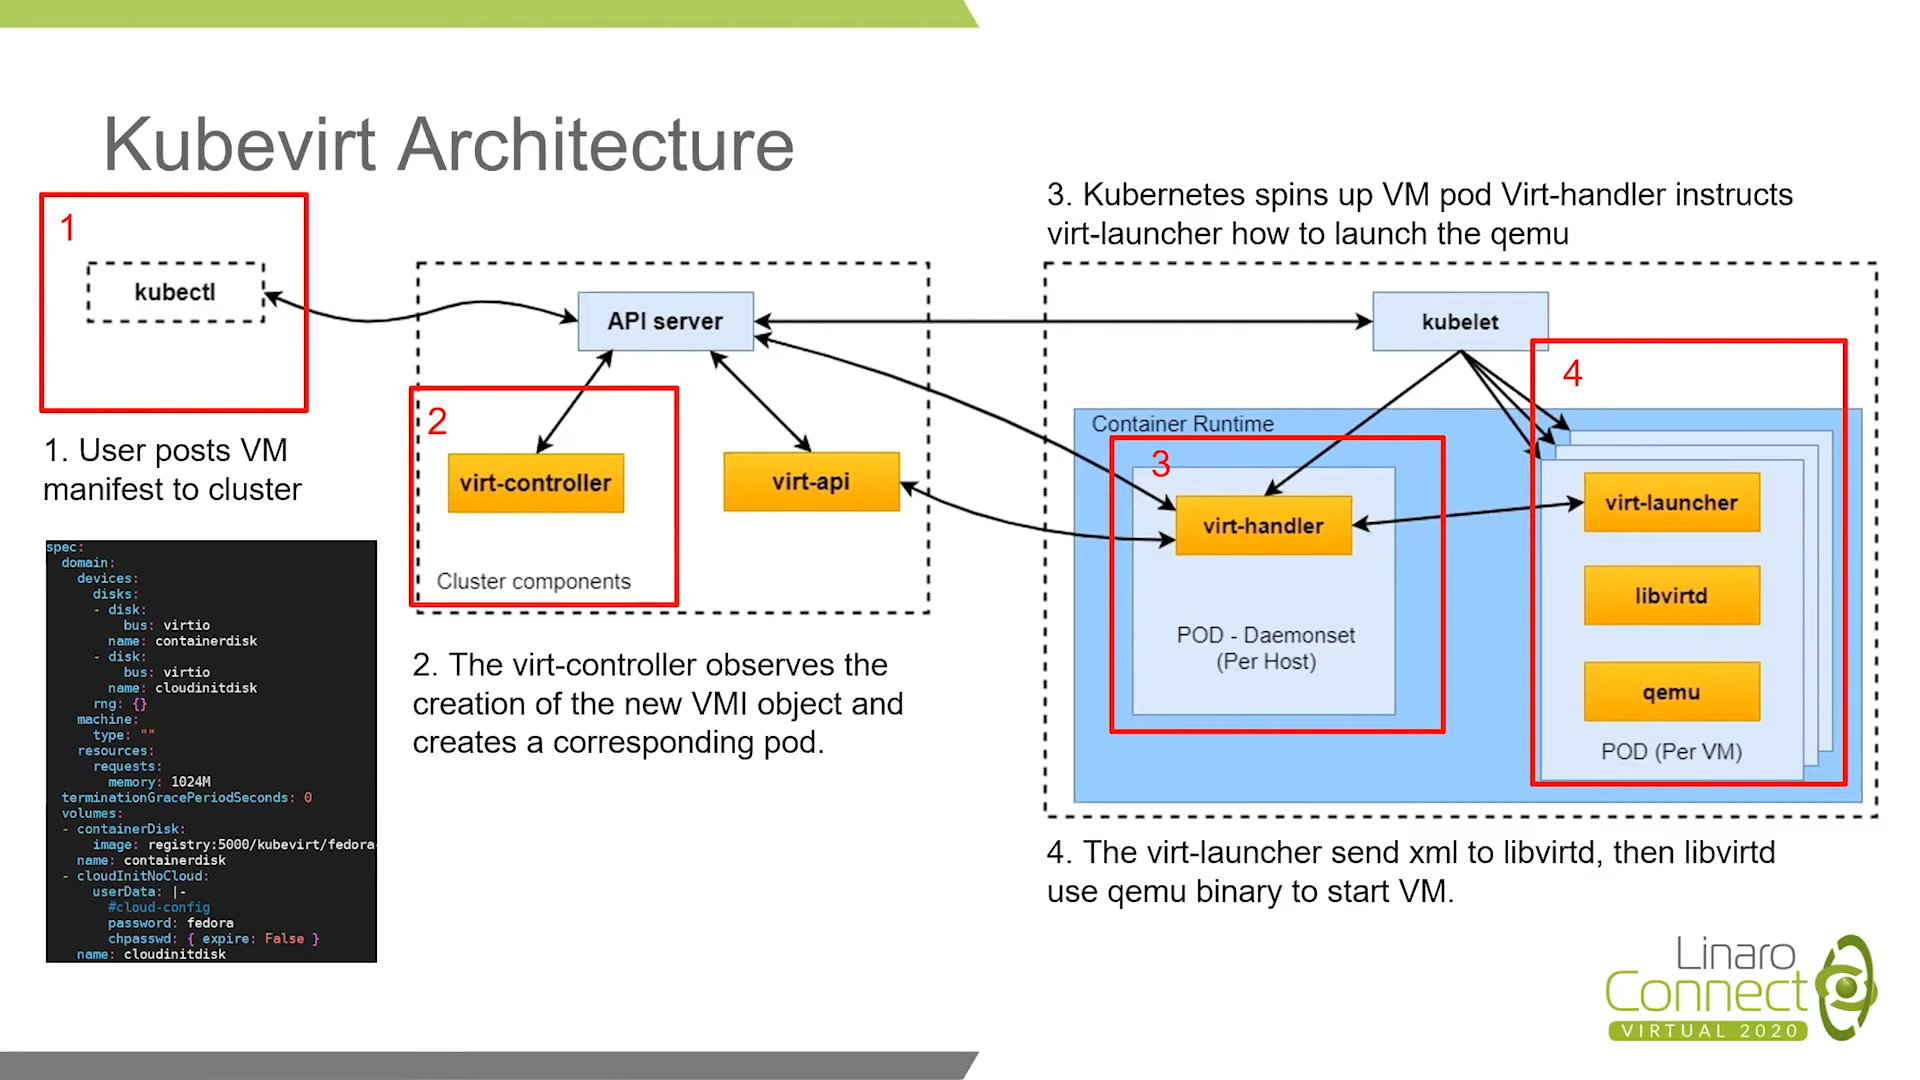 Kubevirt Architecture
1
kubectl
1. User posts VM
manifest to cluster
spec:
domain:
devices:
disks:
- disk:
bus: virtio
name: containerdisk
- disk:
bus: virtio
name: cloudinitdisk
rng: {}
machine:
type: ""
resources:
requests:
memory: 1024M
terminationGracePeriodSeconds: 0
volumes:
- containerDisk:
image: registry:5000/kubevirt/fedora-
name: containerdisk
- cloudInitNoCloud:
userData: |-
#cloud-config
password: fedora
chpasswd: { expire: False }
name: cloudinitdisk
API server
2
virt-controller
virt-api
Cluster components
2. The virt-controller observes the
creation of the new VMI object and
creates a corresponding pod.
3. Kubernetes spins up VM pod Virt-handler instructs
virt-launcher how to launch the qemu
kubelet
Container Runtime
3
virt-handler
POD - Daemonset
(Per Host)
4
virt-launcher
libvirtd
qemu
POD (Per VM)
4. The virt-launcher send xml to libvirtd, then libvirtd
use qemu binary to start VM.
Linaro
Connect
VIRTUAL 2020